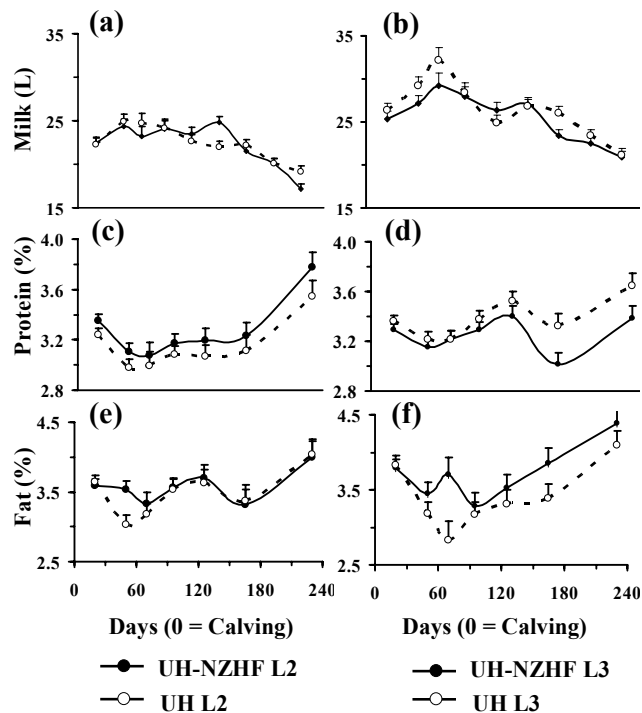 (a) (b)
Milk (L)
35
25
15
35
25
15
(c) (d)
Protein (%)
4.0
3.6
3.2
2.8
4.0
3.6
3.2
2.8
(e) (f)
Fat (%)
4.5
3.5
2.5
4.5
3.5
2.5
0 60 120 180 240
0 60 120 180 240
Days (0 = Calving) Days (0 = Calving)
UH-NZHF L2 UH-NZHF L3
UH L2 UH L3